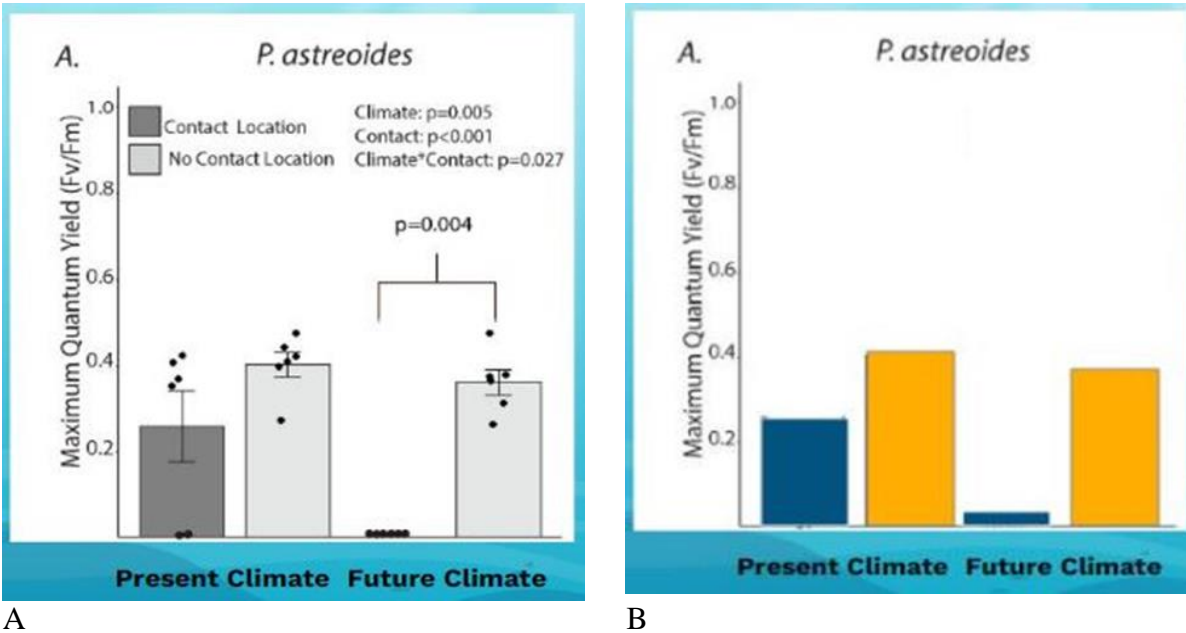 A.
P. astreoides
Maximum Quantum Yield (Fv/Fm)
1.0
0.8
0.6
0.4
0.2
Contact Location
No Contact Location
Climate: p=0.005
Contact: p<0.001
Climate*Contact: p=0.027
p=0.004
Present Climate Future Climate
A
A.
P. astreoides
Maximum Quantum Yield (Fv/Fm)
1.0
0.8
0.6
0.4
0.2
Present Climate Future Climate
B